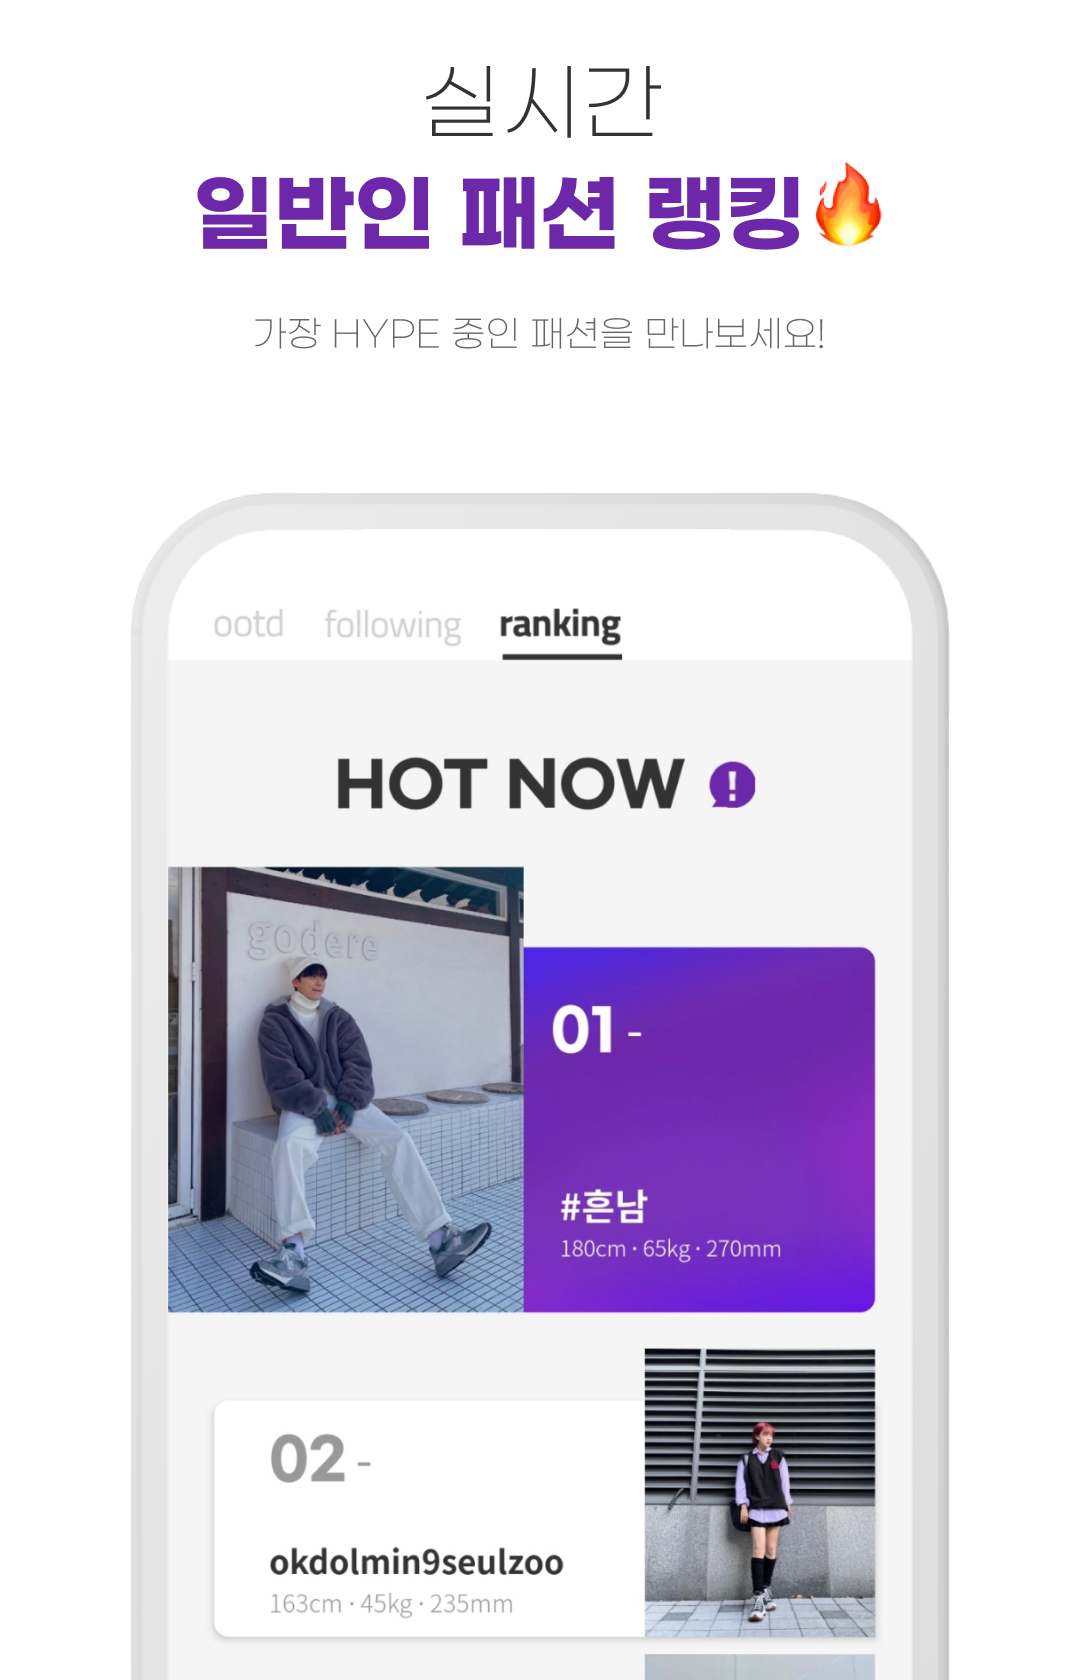 실시간
일반인 패션 랭킹🔥
가장 HYPE 중인 패션을 만나보세요!
ootd following ranking
HOT NOW !
godere
01 -
#흔남
180cm · 65kg · 270mm
02 -
okdolmin9seulzoo
163cm · 45kg · 235mm